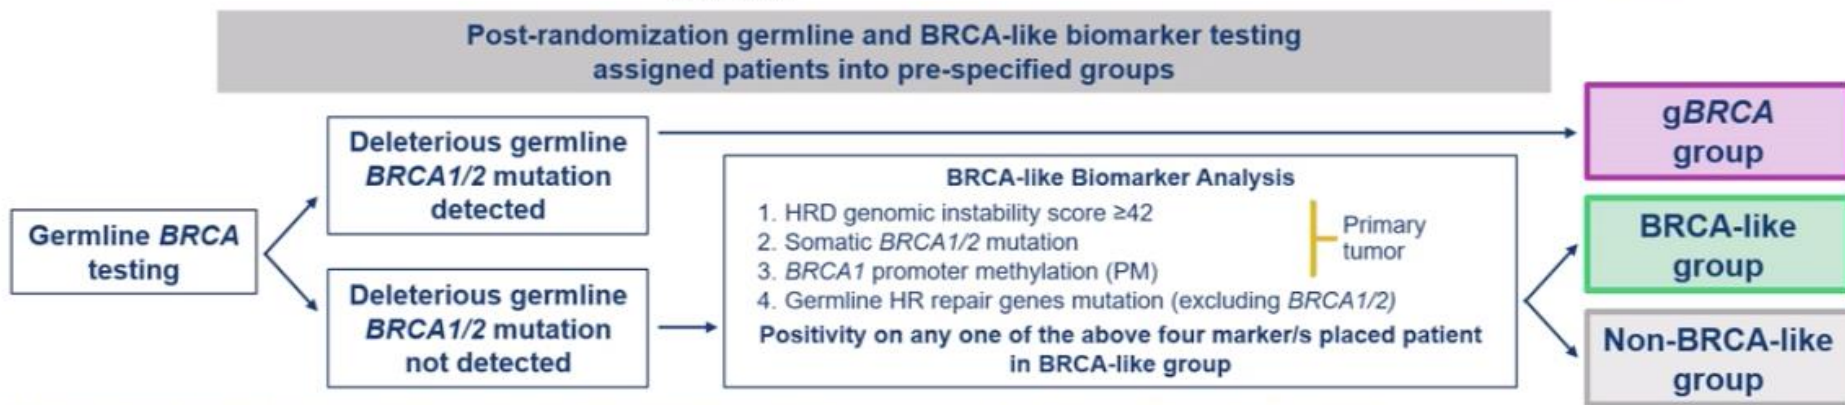 Post-randomization germline and BRCA-like biomarker testing
assigned patients into pre-specified groups
Germline BRCA
testing
Deleterious germline
BRCA1/2 mutation
detected
Deleterious germline
BRCA1/2 mutation
not detected
BRCA-like Biomarker Analysis
1. HRD genomic instability score ≥42
2. Somatic BRCA1/2 mutation
3. BRCA1 promoter methylation (PM)
4. Germline HR repair genes mutation (excluding BRCA1/2)
Primary
tumor
Positivity on any one of the above four marker/s placed patient
in BRCA-like group
gBRCA
group
BRCA-like
group
Non-BRCA-like
group